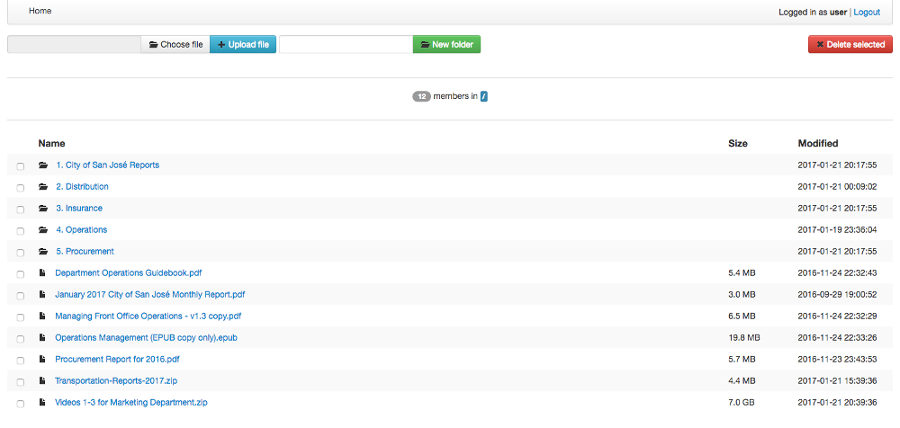 Home Logged in as user | Logout
Choose file Upload file New folder Delete selected
12 members in /
Name Size Modified
1. City of San José Reports 2017-01-21 20:17:55
2. Distribution 2017-01-21 00:09:02
3. Insurance 2017-01-21 20:17:55
4. Operations 2017-01-19 23:36:04
5. Procurement 2017-01-21 20:17:55
Department Operations Guidebook.pdf 5.4 MB 2016-11-24 22:32:43
January 2017 City of San José Monthly Report.pdf 3.0 MB 2016-09-29 19:00:52
Managing Front Office Operations - v1.3 copy.pdf 6.5 MB 2016-11-24 22:32:29
Operations Management (EPUB copy only).epub 19.8 MB 2016-11-24 22:33:26
Procurement Report for 2016.pdf 5.7 MB 2016-11-23 23:43:53
Transportation-Reports-2017.zip 4.4 MB 2017-01-21 15:39:36
Videos 1-3 for Marketing Department.zip 7.0 GB 2017-01-21 20:39:36